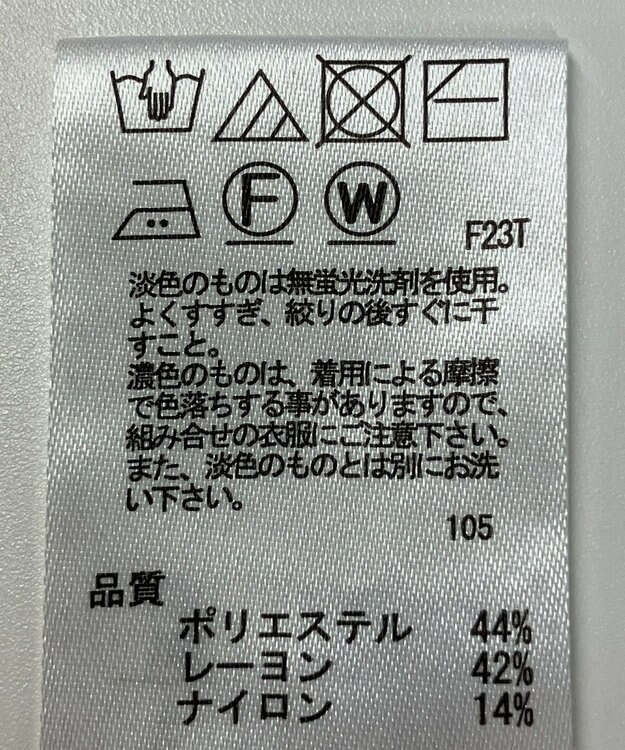 F W
F23T
淡色のものは無蛍光洗剤を使用。
よくすすぎ、絞りの後すぐに干
すこと。
濃色のものは、着用による摩擦
で色落ちする事がありますので、
組み合せの衣服にご注意下さい。
また、淡色のものとは別にお洗
い下さい。
105
品質
ポリエステル 44%
レーヨン 42%
ナイロン 14%